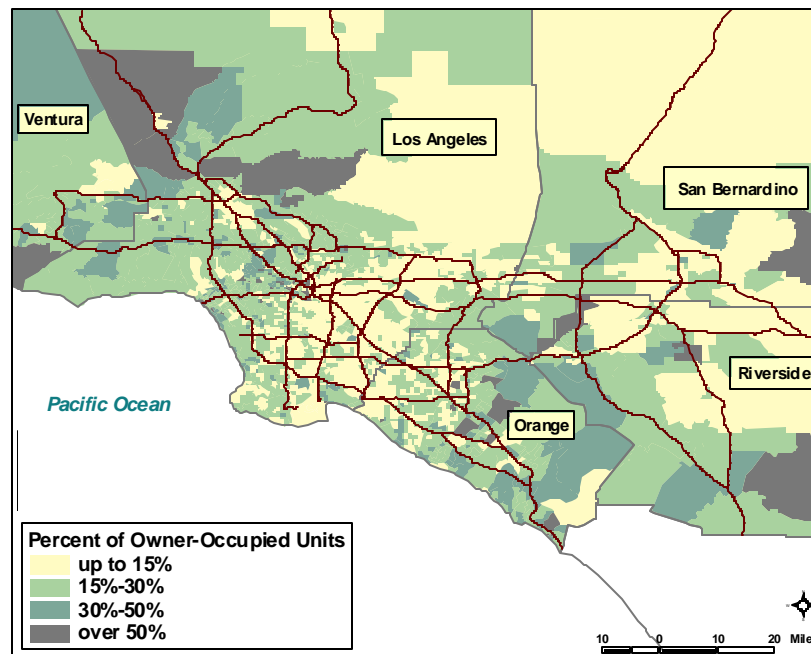 Ventura
Los Angeles
San Bernardino
Riverside
Pacific Ocean
Orange
Percent of Owner-Occupied Units
up to 15%
15%-30%
30%-50%
over 50%
10 0 10 20 Mile